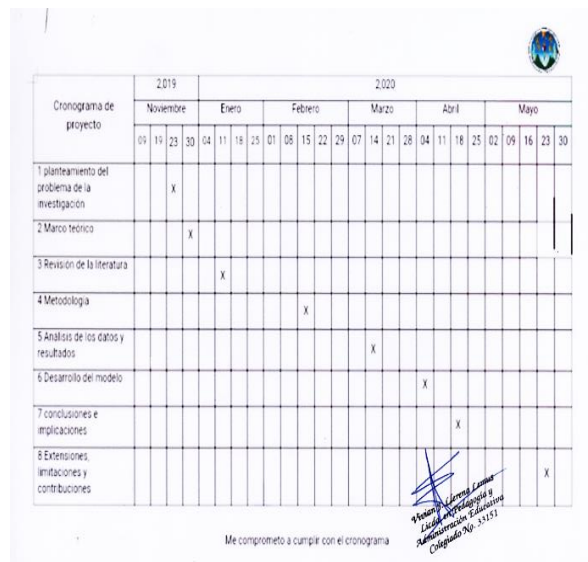 2,019 2,020
Cronograma de proyecto Noviembre Enero Febrero Marzo Abril Mayo
09 19 23 30 04 11 18 25 01 08 15 22 29 07 14 21 28 04 11 18 25 02 09 16 23 30
1 planteamiento del
problema de la
investigación X
2 Marco teórico X
3 Revisión de la literatura X
4 Metodología X
5 Análisis de los datos y
resultados X
6 Desarrollo del modelo X
7 conclusiones e
implicaciones X
8 Extensiones,
limitaciones y
contribuciones X
Me comprometo a cumplir con el cronograma
Vivian Llerena Lemus
Licda. en Pedagogía y
Administración Educativa
Colegiado No. 33151